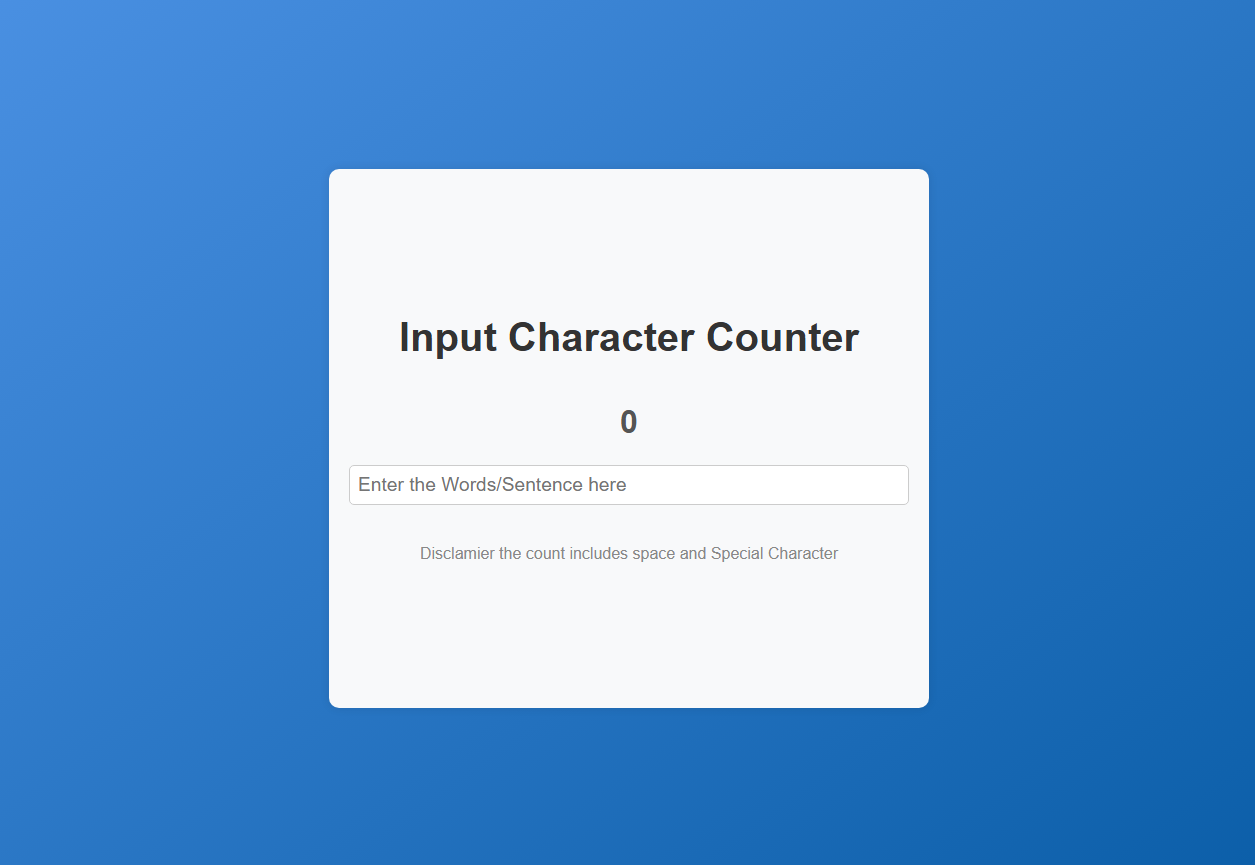 Input Character Counter
0
Enter the Words/Sentence here
Disclamier the count includes space and Special Character